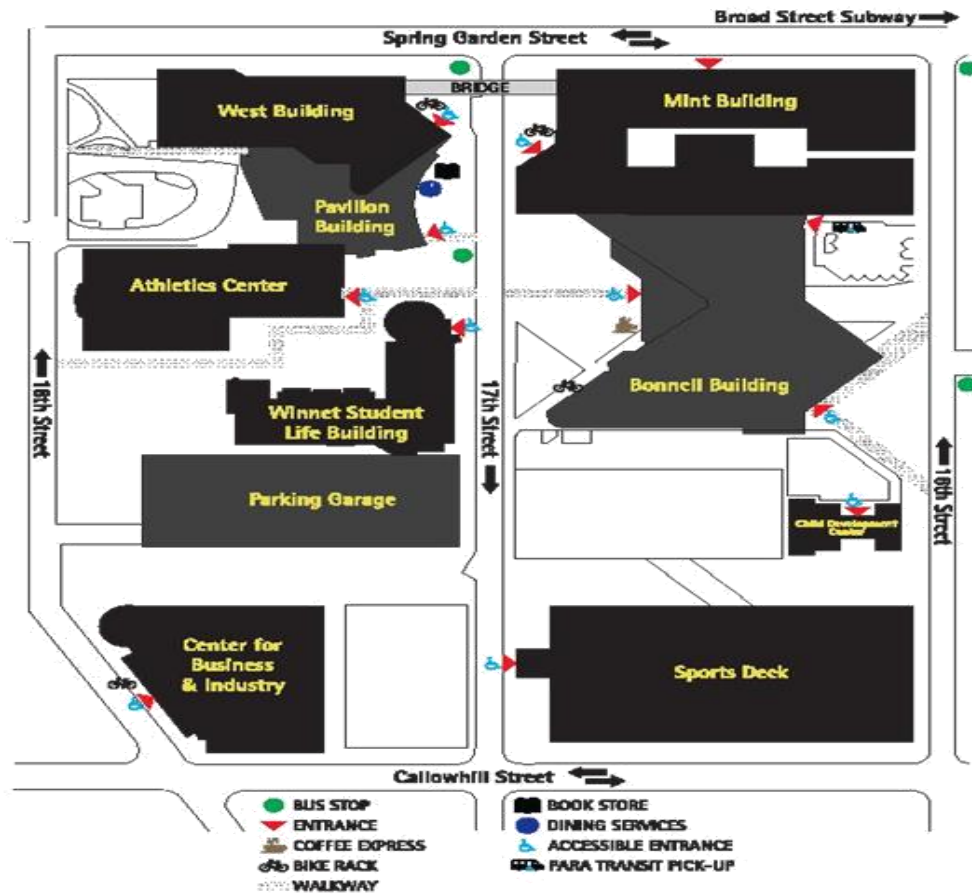 Broad Street Subway
Spring Garden Street
BRIDGE
West Building
Mint Building
Pavilion
Building
Athletics Center
Bonnell Building
Winnet Student
Life Building
18th Street
17th Street
16th Street
Parking Garage
Child Development
Center
Center for
Business
& Industry
Sports Deck
Callowhill Street
BUS STOP
BOOK STORE
ENTRANCE
DINING SERVICES
COFFEE EXPRESS
ACCESSIBLE ENTRANCE
BIKE RACK
PARA TRANSIT PICK-UP
WALKWAY